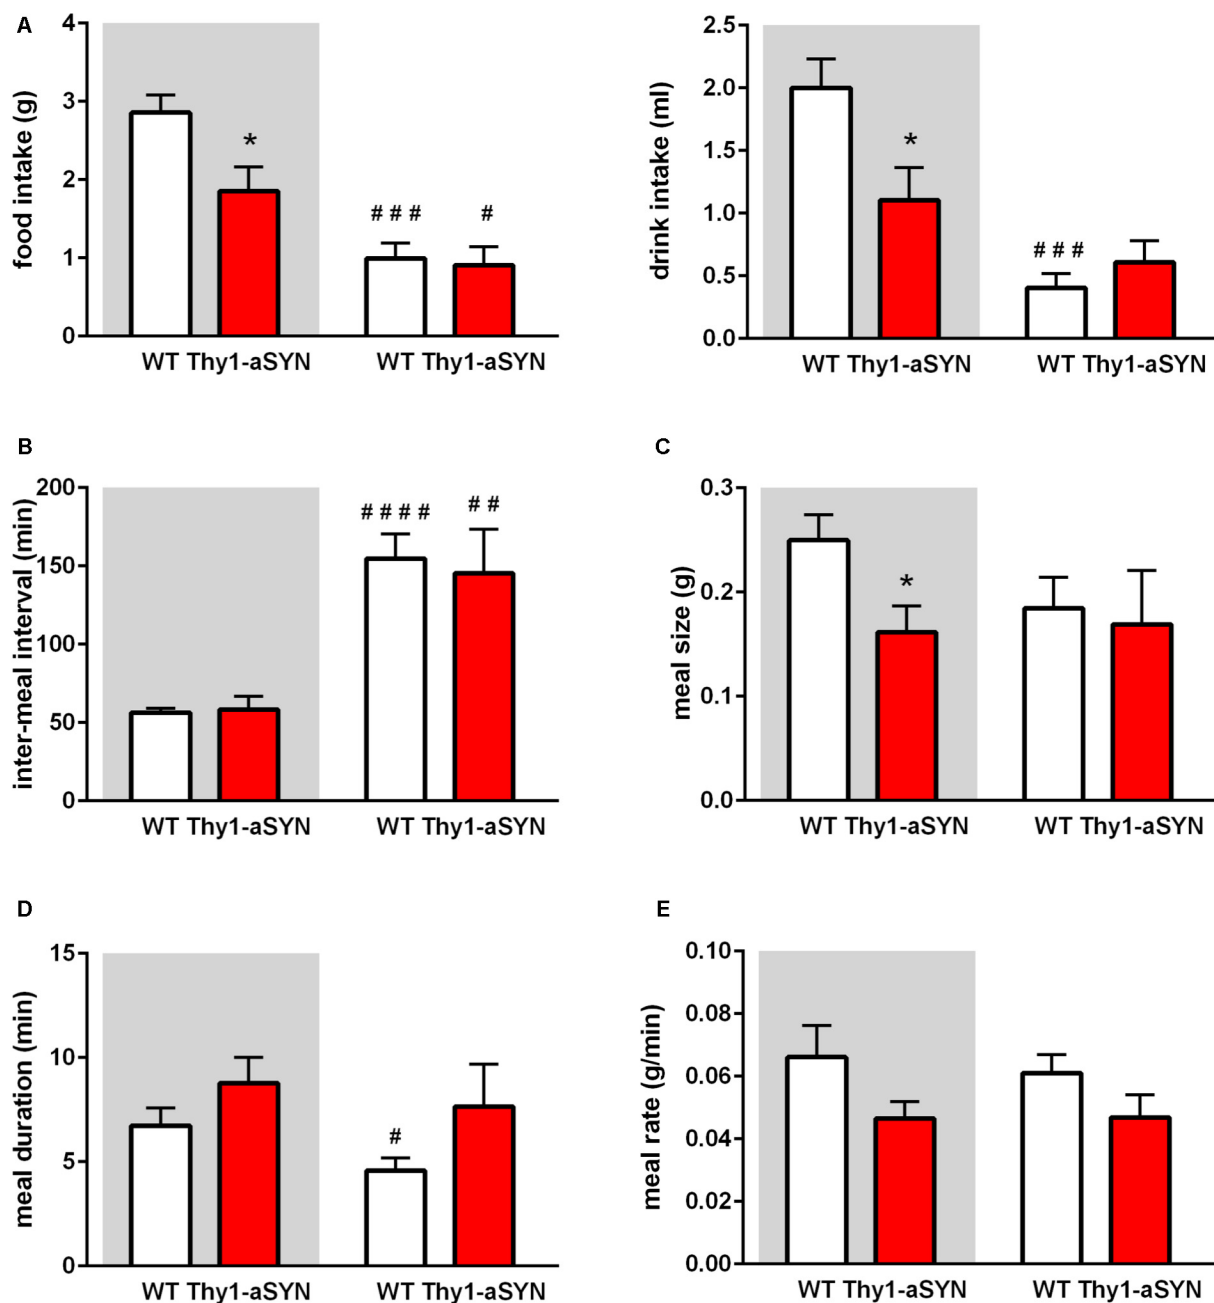 A
food intake (g)
4
3
2
1
0
*
# # #
#
WT Thy1-aSYN
WT Thy1-aSYN
drink intake (ml)
2.5
2.0
1.5
1.0
0.5
0.0
*
# # #
WT Thy1-aSYN
WT Thy1-aSYN
B
inter-meal interval (min)
200
150
100
50
0
# # # #
# #
WT Thy1-aSYN
WT Thy1-aSYN
C
meal size (g)
0.3
0.2
0.1
0.0
*
WT Thy1-aSYN
WT Thy1-aSYN
D
meal duration (min)
15
10
5
0
#
WT Thy1-aSYN
WT Thy1-aSYN
E
meal rate (g/min)
0.10
0.08
0.06
0.04
0.02
0.00
WT Thy1-aSYN
WT Thy1-aSYN